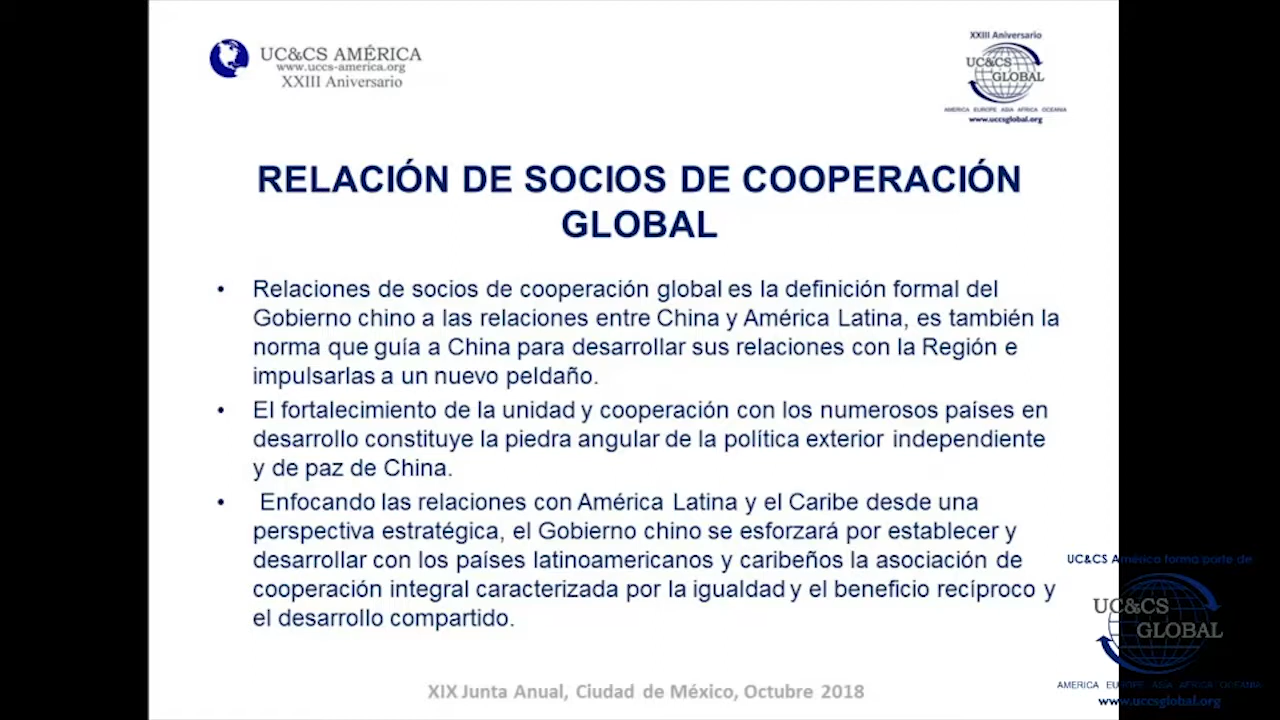 UC&CS AMÉRICA
www.uccs-america.org
XXIII Aniversario
XXIII Aniversario
UC&CS
GLOBAL
AMERICA EUROPE ASIA AFRICA OCEANIA
www.uccsglobal.org
RELACIÓN DE SOCIOS DE COOPERACIÓN
GLOBAL
• Relaciones de socios de cooperación global es la definición formal del
Gobierno chino a las relaciones entre China y América Latina, es también la
norma que guía a China para desarrollar sus relaciones con la Región e
impulsarlas a un nuevo peldaño.
• El fortalecimiento de la unidad y cooperación con los numerosos países en
desarrollo constituye la piedra angular de la política exterior independiente
y de paz de China.
• Enfocando las relaciones con América Latina y el Caribe desde una
perspectiva estratégica, el Gobierno chino se esforzará por establecer y
desarrollar con los países latinoamericanos y caribeños la asociación de
cooperación integral caracterizada por la igualdad y el beneficio recíproco y
el desarrollo compartido.
UC&CS América forma parte de
UC&CS
GLOBAL
AMERICA EUROPE ASIA AFRICA OCEANIA
www.uccsglobal.org
XIX Junta Anual, Ciudad de México, Octubre 2018